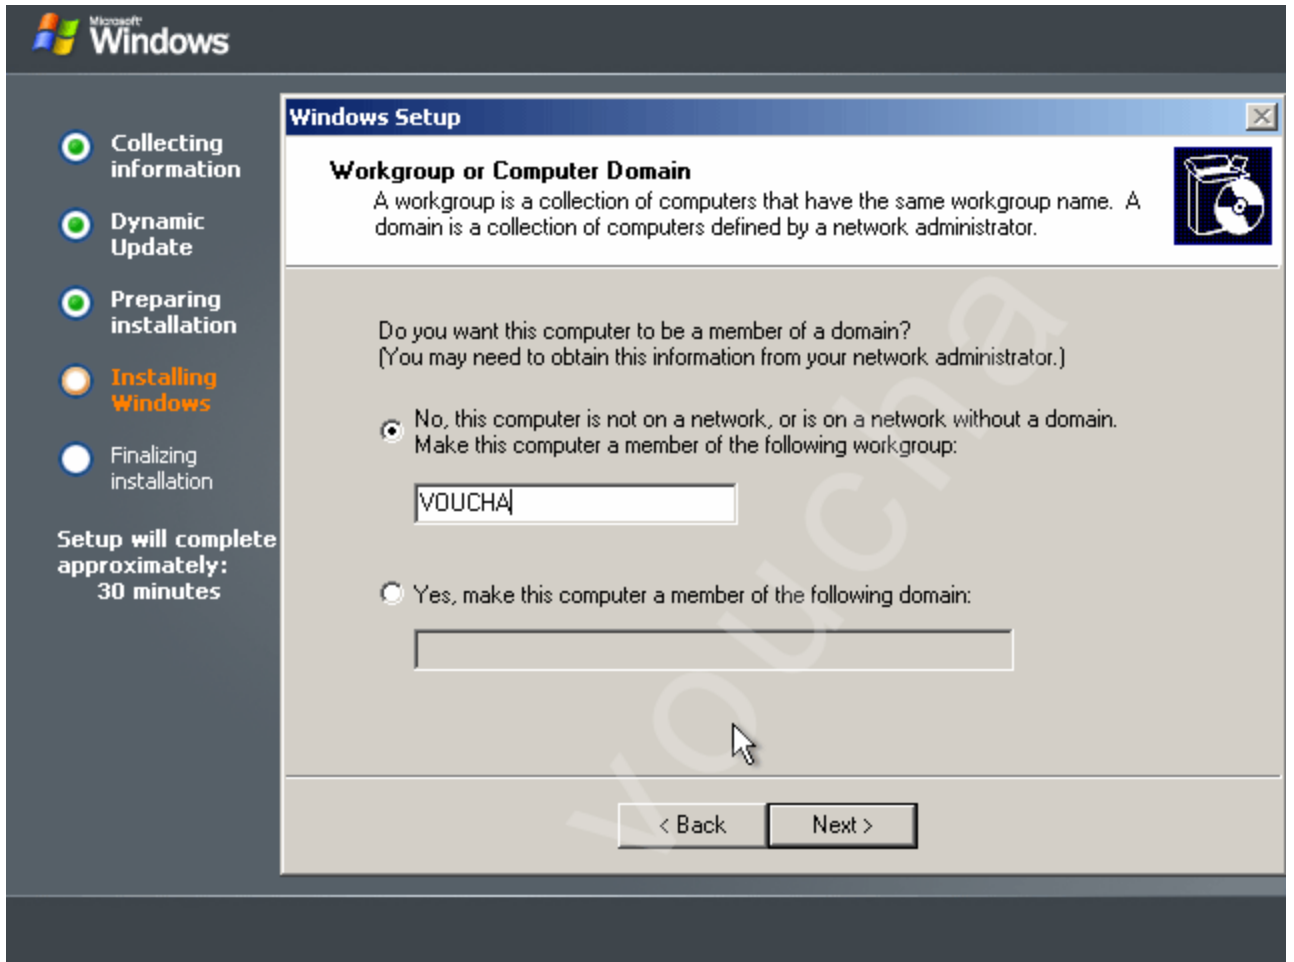 Microsoft
Windows
Collecting
information
Dynamic
Update
Preparing
installation
Installing
Windows
Finalizing
installation
Setup will complete
approximately:
30 minutes
Windows Setup
Workgroup or Computer Domain
A workgroup is a collection of computers that have the same workgroup name. A
domain is a collection of computers defined by a network administrator.
Do you want this computer to be a member of a domain?
(You may need to obtain this information from your network administrator.)
No, this computer is not on a network, or is on a network without a domain.
Make this computer a member of the following workgroup:
VOUCHA
Yes, make this computer a member of the following domain:
< Back
Next >
voucha